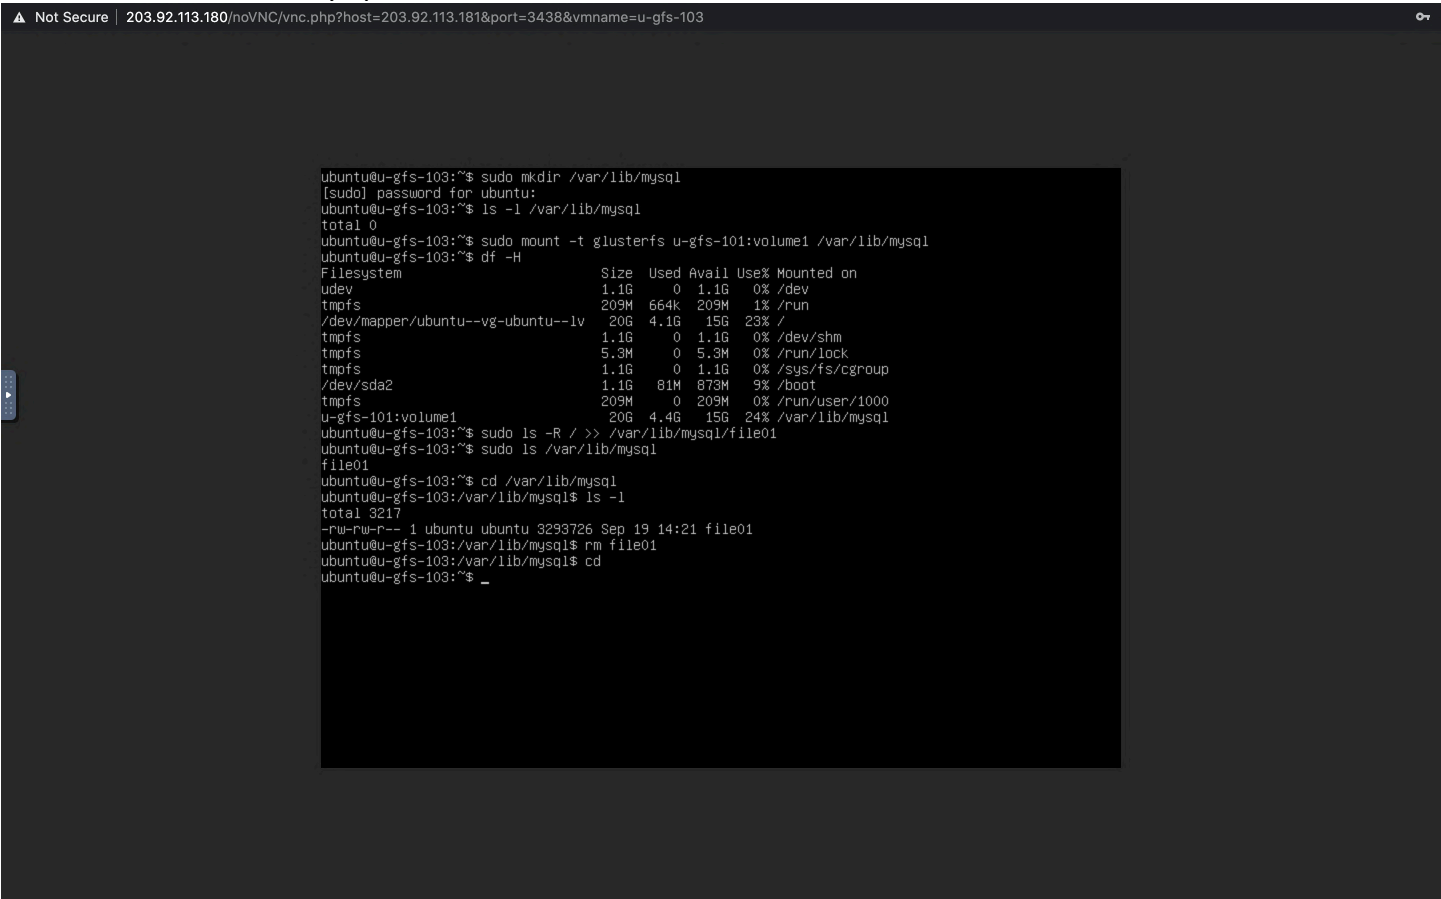 Not Secure | 203.92.113.180/noVNC/vnc.php?host=203.92.113.181&port=3438&vmname=u-gfs-103
ubuntu@u-gfs-103:~$ sudo mkdir /var/lib/mysql
[sudo] password for ubuntu:
ubuntu@u-gfs-103:~$ ls -l /var/lib/mysql
total 0
ubuntu@u-gfs-103:~$ sudo mount -t glusterfs u-gfs-101:volume1 /var/lib/mysql
ubuntu@u-gfs-103:~$ df -H
Filesystem                         Size  Used Avail Use% Mounted on
udev                               1.1G     0  1.1G   0% /dev
tmpfs                              209M  664k  209M   1% /run
/dev/mapper/ubuntu--vg-ubuntu--lv   20G  4.1G   15G  23% /
tmpfs                              1.1G     0  1.1G   0% /dev/shm
tmpfs                              5.3M     0  5.3M   0% /run/lock
tmpfs                              1.1G     0  1.1G   0% /sys/fs/cgroup
/dev/sda2                          1.1G   81M  873M   9% /boot
tmpfs                              209M     0  209M   0% /run/user/1000
u-gfs-101:volume1                   20G  4.4G   15G  24% /var/lib/mysql
ubuntu@u-gfs-103:~$ sudo ls -R / >> /var/lib/mysql/file01
ubuntu@u-gfs-103:~$ sudo ls /var/lib/mysql
file01
ubuntu@u-gfs-103:~$ cd /var/lib/mysql
ubuntu@u-gfs-103:/var/lib/mysql$ ls -l
total 3217
-rw-rw-r-- 1 ubuntu ubuntu 3293726 Sep 19 14:21 file01
ubuntu@u-gfs-103:/var/lib/mysql$ rm file01
ubuntu@u-gfs-103:/var/lib/mysql$ cd
ubuntu@u-gfs-103:~$ _